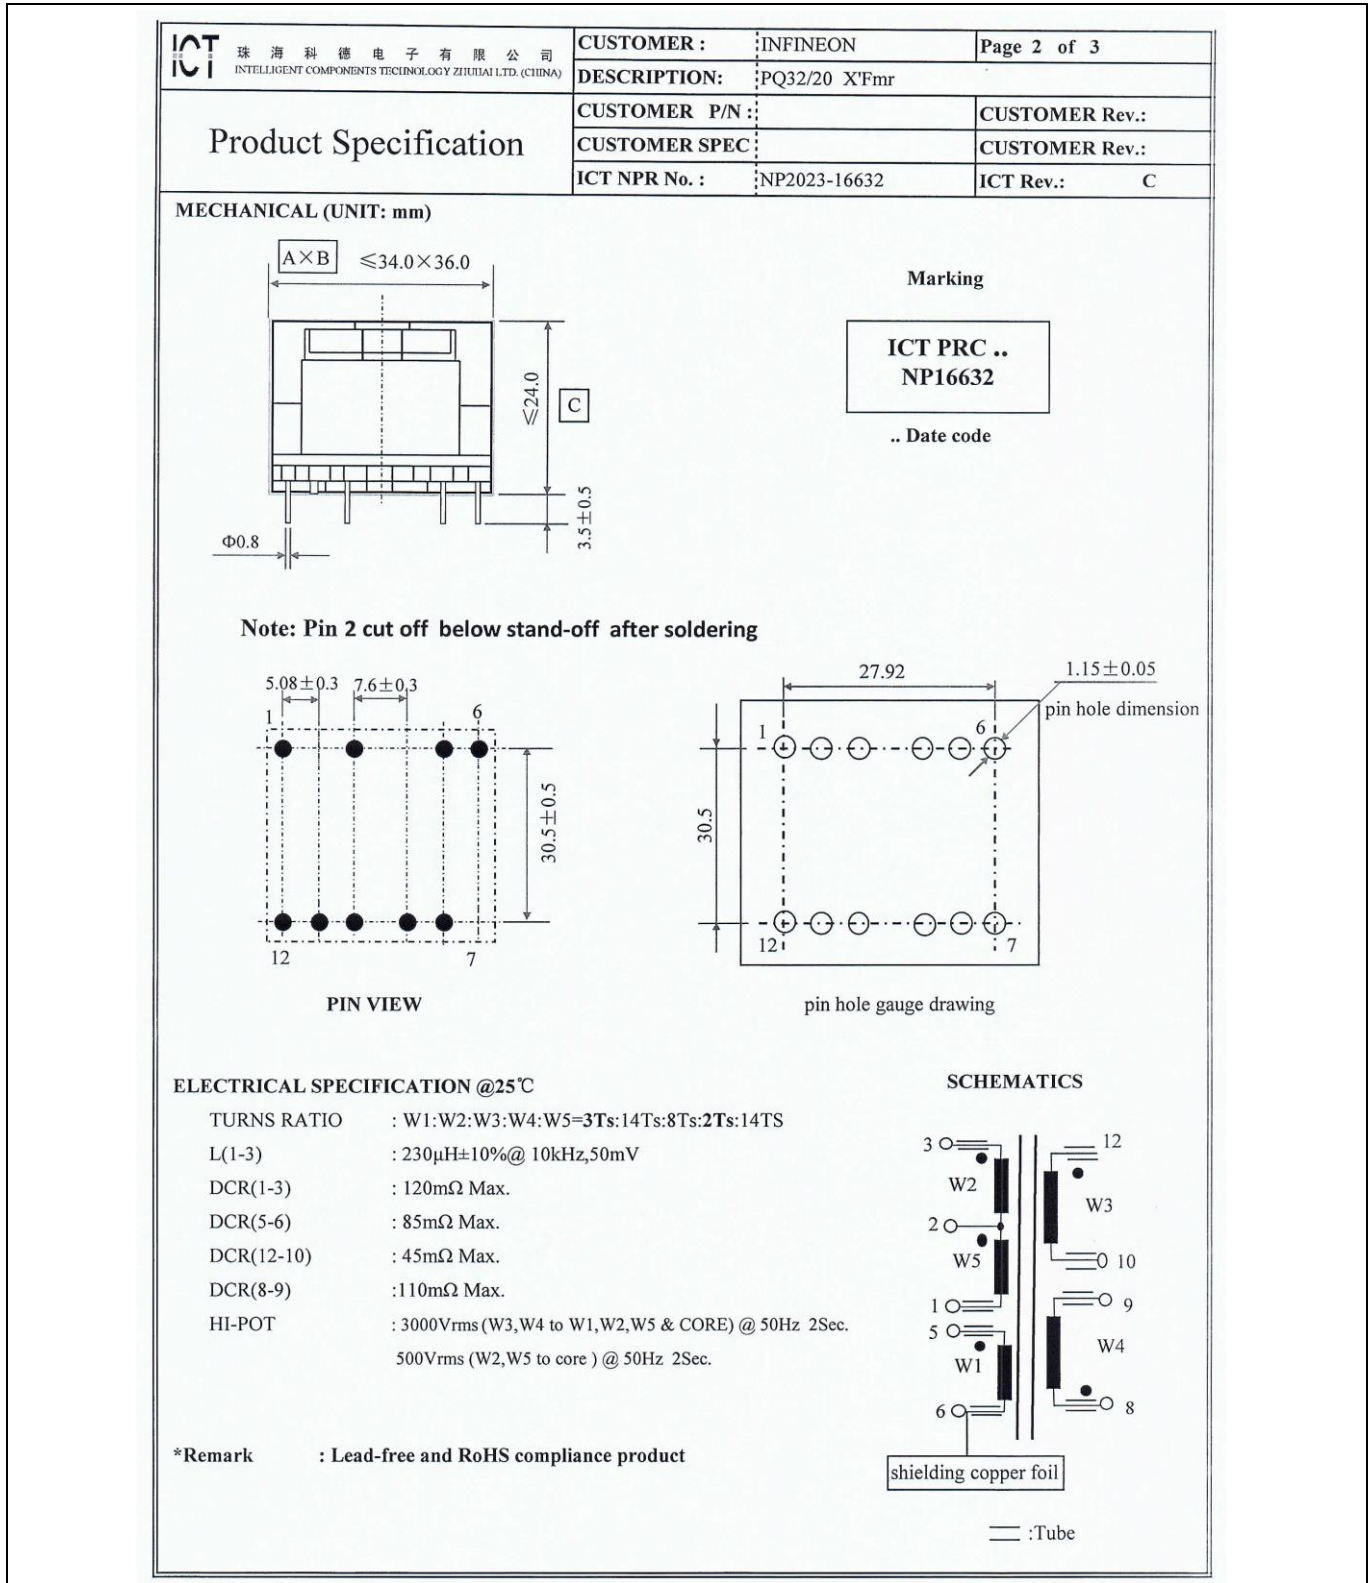 ICT 珠海科德电子有限公司
INTELLIGENT COMPONENTS TECHNOLOGY ZHUHAI LTD. (CHINA)
Product Specification
CUSTOMER : INFINEON Page 2 of 3
DESCRIPTION: PQ32/20 X'Fmr
CUSTOMER P/N : CUSTOMER Rev.:
CUSTOMER SPEC : CUSTOMER Rev.:
ICT NPR No. : NP2023-16632 ICT Rev.: C
MECHANICAL (UNIT: mm)
A×B ≤34.0×36.0
≤24.0
C
3.5±0.5
Φ0.8
Marking
ICT PRC ..
NP16632
.. Date code
Note: Pin 2 cut off below stand-off after soldering
5.08±0.3 7.6±0.3
1 6
30.5±0.5
12 7
PIN VIEW
27.92
1.15±0.05
pin hole dimension
1 6
30.5
12 7
pin hole gauge drawing
ELECTRICAL SPECIFICATION @25℃
TURNS RATIO : W1:W2:W3:W4:W5=3Ts:14Ts:8Ts:2Ts:14TS
L(1-3) : 230μH±10%@ 10kHz,50mV
DCR(1-3) : 120mΩ Max.
DCR(5-6) : 85mΩ Max.
DCR(12-10) : 45mΩ Max.
DCR(8-9) :110mΩ Max.
HI-POT : 3000Vrms (W3,W4 to W1,W2,W5 & CORE) @ 50Hz 2Sec.
500Vrms (W2,W5 to core ) @ 50Hz 2Sec.
*Remark : Lead-free and RoHS compliance product
SCHEMATICS
3 12
W2 W3
2
W5 10
1 9
5
W1 W4
6 8
shielding copper foil
:Tube